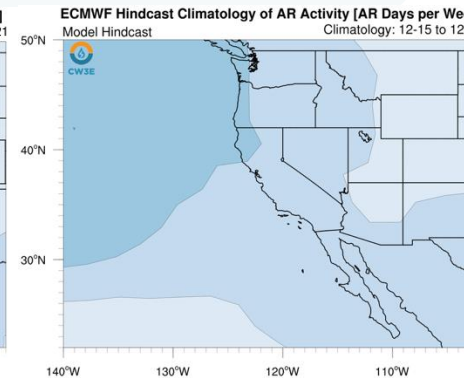 21
ECMWF Hindcast Climatology of AR Activity [AR Days per We
Model Hindcast
Climatology: 12-15 to 12
CW3E
50°N
40°N
30°N
140°W
130°W
120°W
110°W